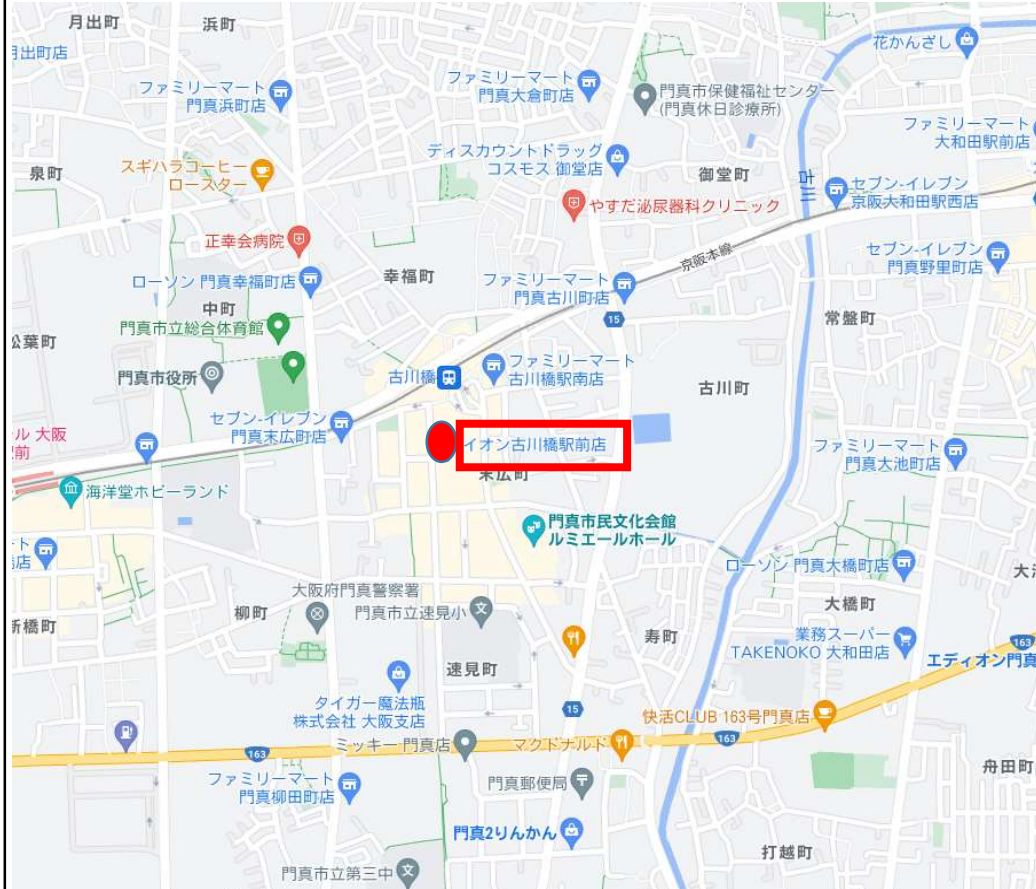 月出町
浜町
月出町店
花かんざし
ファミリーマート
門真浜町店
ファミリーマート
門真大倉町店
門真市保健福祉センター
(門真休日診療所)
ファミリーマート
大和田駅前店
泉町
スギハラコーヒー
ロースター
ディスカウントドラッグ
コスモス 御堂店
御堂町
古川
セブン-イレブン
京阪大和田駅西店
やすだ泌尿器科クリニック
正幸会病院
京阪本線
セブン-イレブン
門真野里町店
ローソン 門真幸福町店
幸福町
ファミリーマート
門真古川町店
中町
15
常盤町
門真市立総合体育館
松葉町
門真市役所
古川橋
ファミリーマート
古川橋駅南店
古川町
セブン-イレブン
門真末広町店
ル 大阪
前
イオン古川橋駅前店
末広町
ファミリーマート
門真大池町店
海洋堂ホビーランド
門真市民文化会館
ルミエールホール
ート
店
ローソン 門真大橋町店
大阪府門真警察署
柳町
門真市立速見小
文
大橋町
新橋町
寿町
業務スーパー
TAKENOKO 大和田店
163
エディオン門真
速見町
タイガー魔法瓶
株式会社 大阪支店
15
快活CLUB 163号門真店
163
ミッキー 門真店
マクドナルド
163
舟田町
ファミリーマート
門真柳田町店
門真郵便局
門真2りんかん
打越町
門真市立第三中
文